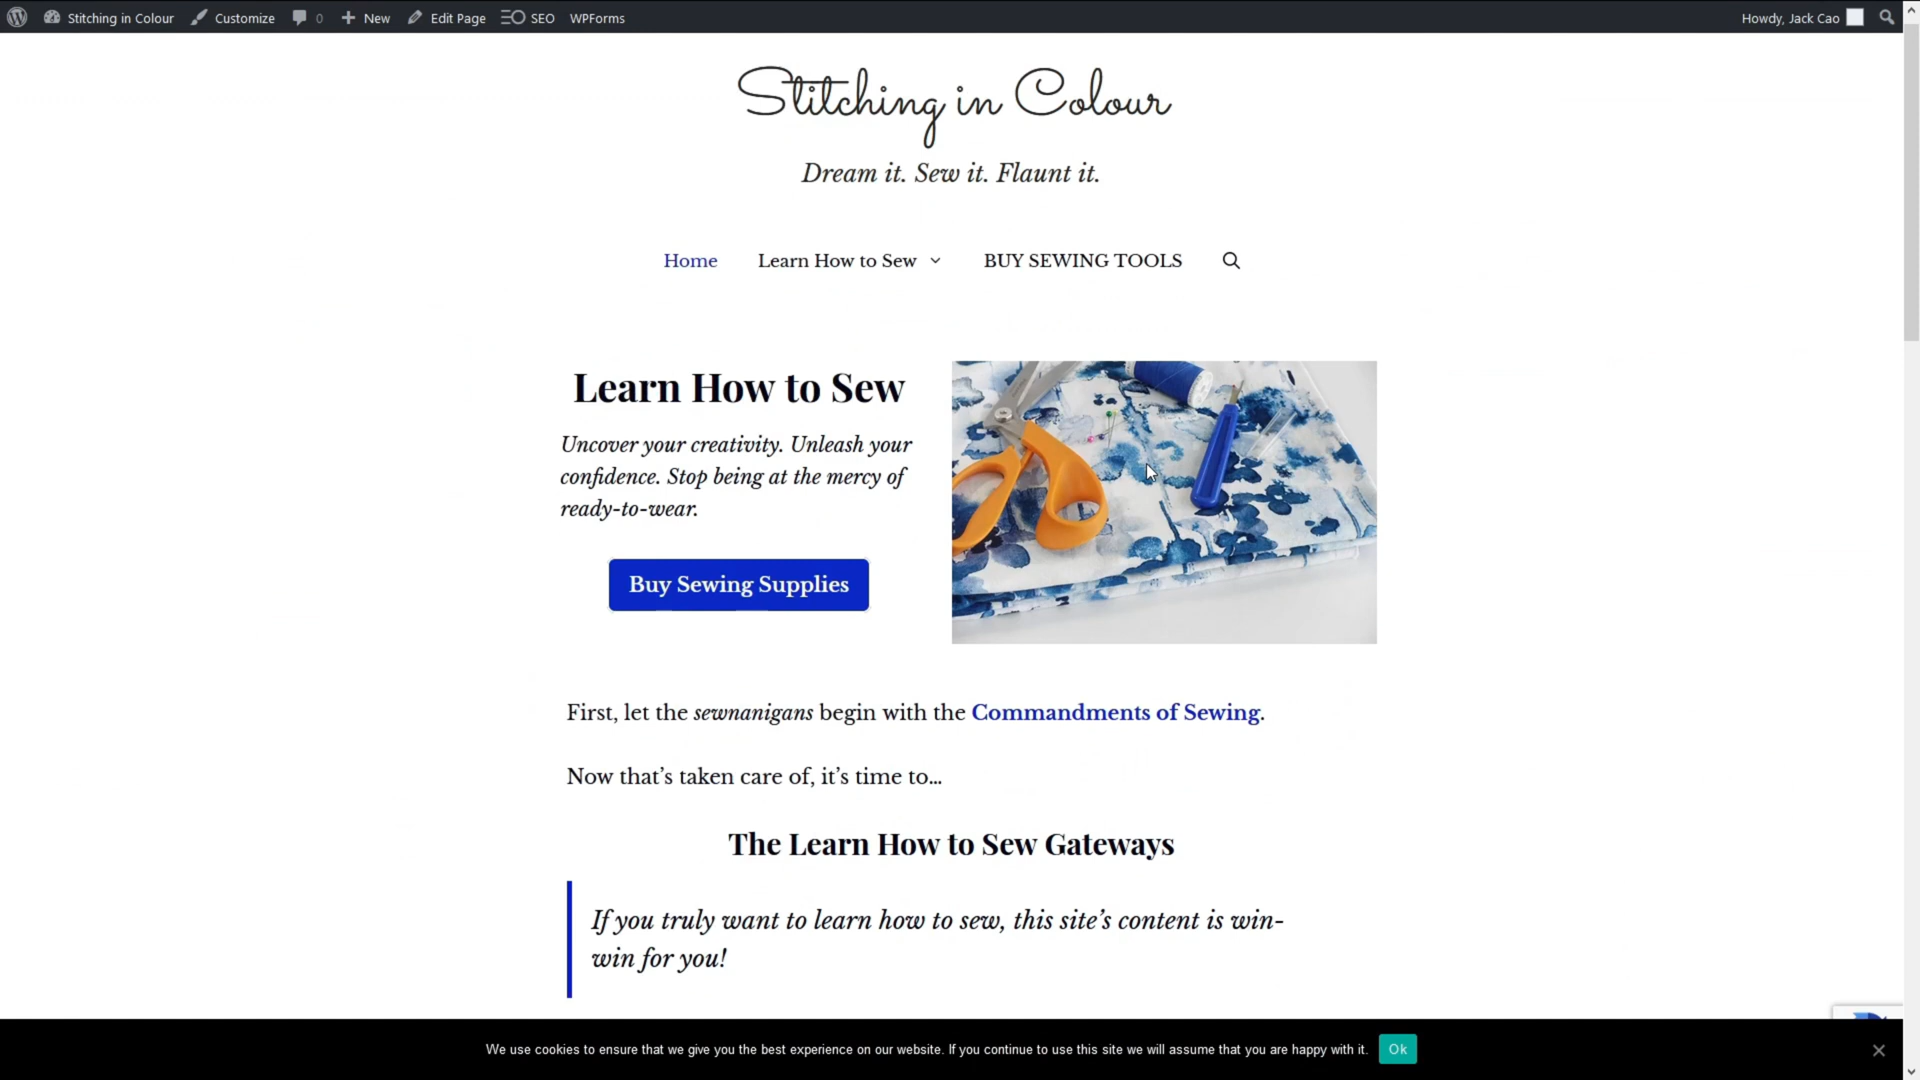 Stitching in Colour Customize 0 New Edit Page SEO WPForms Howdy, Jack Cao
Stitching in Colour
Dream it. Sew it. Flaunt it.
Home Learn How to Sew BUY SEWING TOOLS
Learn How to Sew
Uncover your creativity. Unleash your
confidence. Stop being at the mercy of
ready-to-wear.
Buy Sewing Supplies
First, let the sewnanigans begin with the Commandments of Sewing.
Now that’s taken care of, it’s time to…
The Learn How to Sew Gateways
If you truly want to learn how to sew, this site’s content is win-
win for you!
We use cookies to ensure that we give you the best experience on our website. If you continue to use this site we will assume that you are happy with it. Ok